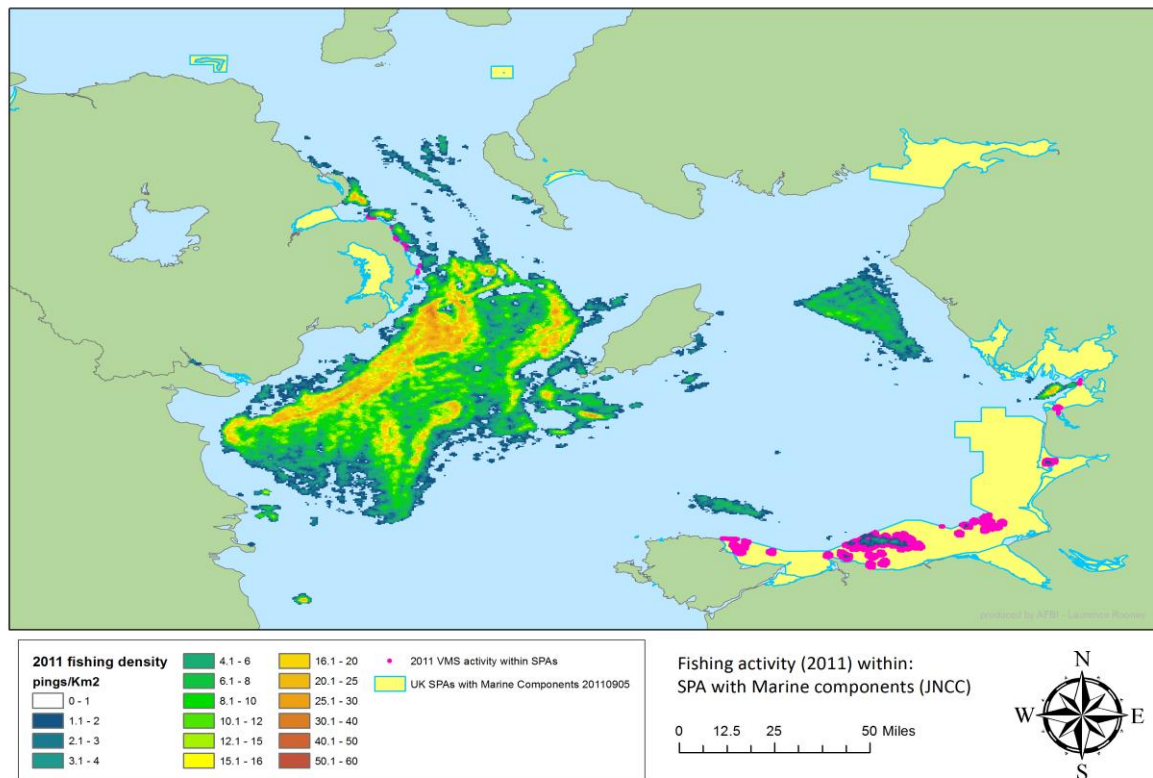 produced by AFBI - Laurence Rooney
2011 fishing density
pings/Km2
0 - 1
1.1 - 2
2.1 - 3
3.1 - 4
4.1 - 6
6.1 - 8
8.1 - 10
10.1 - 12
12.1 - 15
15.1 - 16
16.1 - 20
20.1 - 25
25.1 - 30
30.1 - 40
40.1 - 50
50.1 - 60
2011 VMS activity within SPAs
UK SPAs with Marine Components 20110905
Fishing activity (2011) within:
SPA with Marine components (JNCC)
0 12.5 25 50 Miles
N
W E
S